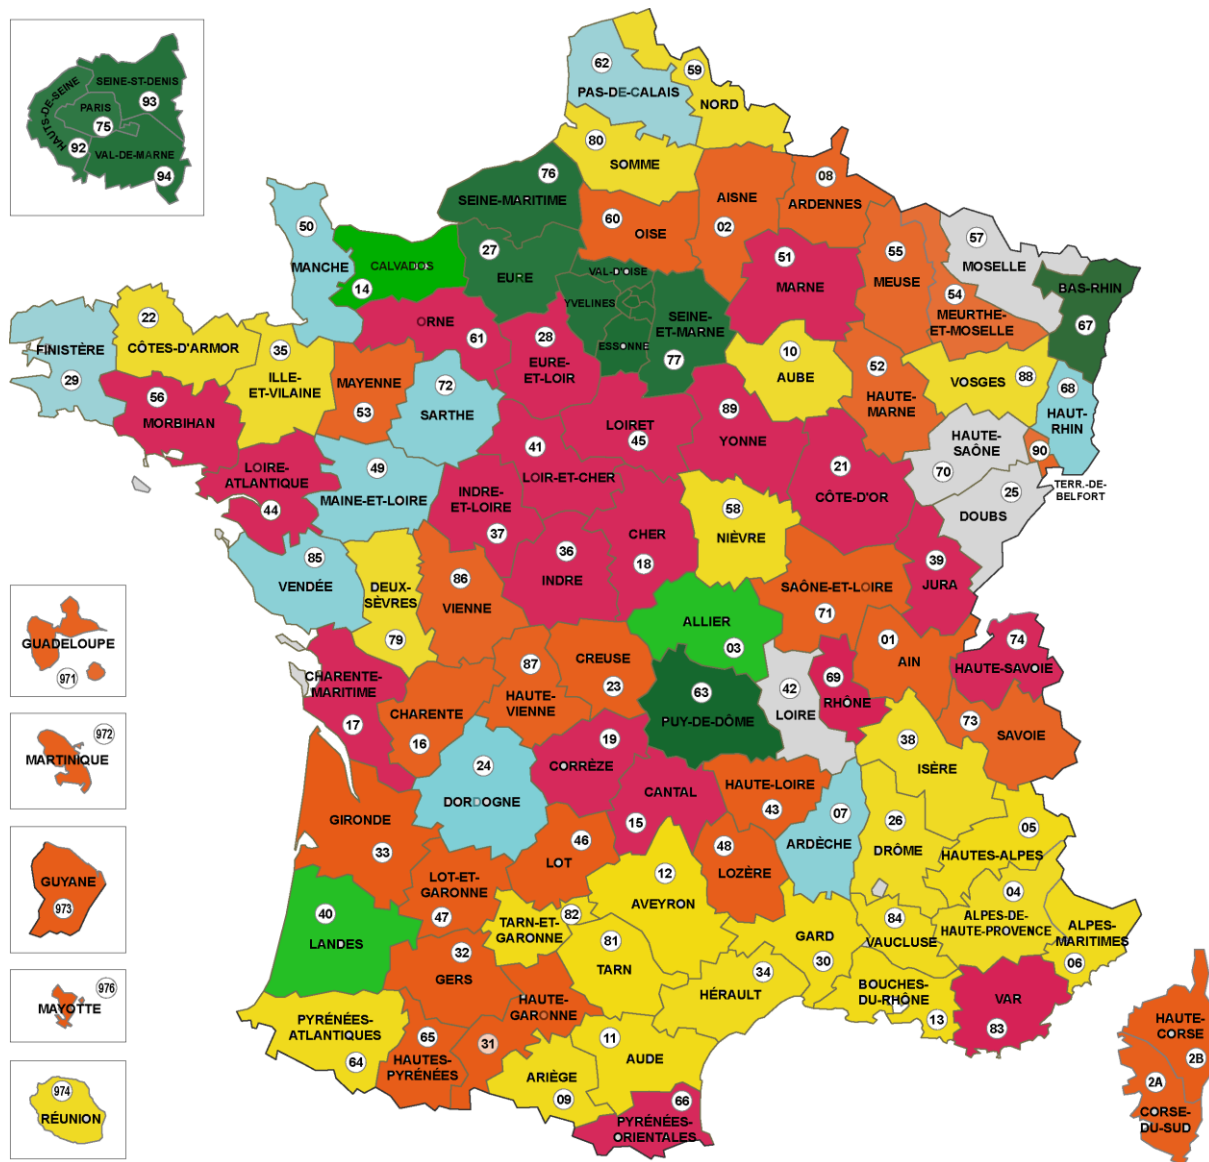 SEINE-ST-DENIS
93
HAUTS-DE-SEINE
PARIS
75
92
VAL-DE-MARNE
94
62
PAS-DE-CALAIS
59
NORD
80
SOMME
76
SEINE-MARITIME
60
OISE
AISNE
02
08
ARDENNES
50
MANCHE
CALVADOS
14
27
EURE
VAL-D'OISE
YVELINES
ESSONNE
SEINE-
ET-MARNE
77
51
MARNE
55
MEUSE
57
MOSELLE
54
MEURTHE-
ET-MOSELLE
BAS-RHIN
67
FINISTÈRE
29
22
CÔTES-D'ARMOR
35
ILLE-
ET-VILAINE
56
MORBIHAN
ORNE
61
MAYENNE
53
72
SARTHE
28
EURE-
ET-LOIR
10
AUBE
52
HAUTE-
MARNE
VOSGES
88
68
HAUT-
RHIN
90
TERR.-DE-
BELFORT
LOIRE-
ATLANTIQUE
44
49
MAINE-ET-LOIRE
INDRE-
ET-LOIRE
37
41
LOIR-ET-CHER
LOIRET
45
89
YONNE
21
CÔTE-D'OR
HAUTE-
SAÔNE
70
25
DOUBS
85
VENDÉE
DEUX-
SÈVRES
79
86
VIENNE
36
INDRE
CHER
18
58
NIÈVRE
SAÔNE-ET-LOIRE
71
39
JURA
ALLIER
03
01
AIN
74
HAUTE-SAVOIE
CHARENTE-
MARITIME
17
CHARENTE
16
87
HAUTE-
VIENNE
CREUSE
23
63
PUY-DE-DÔME
42
LOIRE
69
RHÔNE
73
SAVOIE
38
ISÈRE
24
DORDOGNE
19
CORRÈZE
CANTAL
15
HAUTE-LOIRE
43
07
ARDÈCHE
26
DRÔME
05
HAUTES-ALPES
GIRONDE
33
LOT-ET-
GARONNE
47
46
LOT
12
AVEYRON
48
LOZÈRE
04
ALPES-DE-
HAUTE-PROVENCE
ALPES-
MARITIMES
06
40
LANDES
TARN-ET-
GARONNE
82
81
TARN
GARD
30
84
VAUCLUSE
32
GERS
HAUTE-
GARONNE
31
34
HÉRAULT
BOUCHES-
DU-RHÔNE
13
VAR
83
PYRÉNÉES-
ATLANTIQUES
64
65
HAUTES-
PYRÉNÉES
ARIÈGE
09
11
AUDE
66
PYRÉNÉES-
ORIENTALES
HAUTE-
CORSE
2B
2A
CORSE-
DU-SUD
GUADELOUPE
971
972
MARTINIQUE
GUYANE
973
976
MAYOTTE
974
RÉUNION